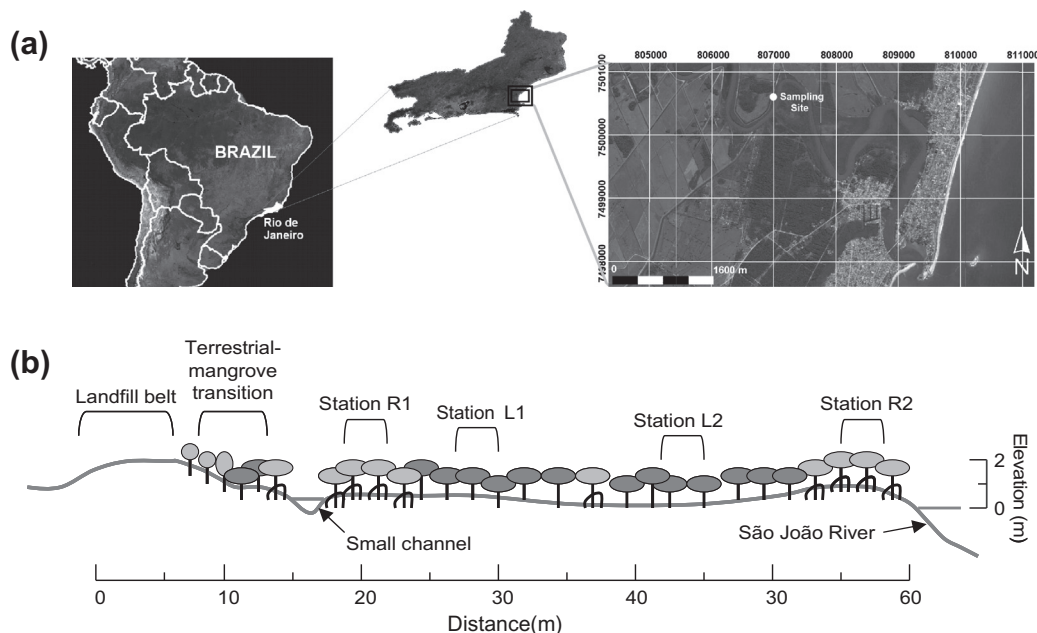 (a)
BRAZIL
Rio de
Janeiro
805000 806000 807000 808000 809000 810000 811000
7501000
7500000
7499000
7498000
Sampling
Site
0 1600 m
N
(b)
Landfill belt
Terrestrial-
mangrove
transition
Station R1
Station L1
Station L2
Station R2
2
1
0
Elevation (m)
Small channel
São João River
0 10 20 30 40 30 60
Distance(m)